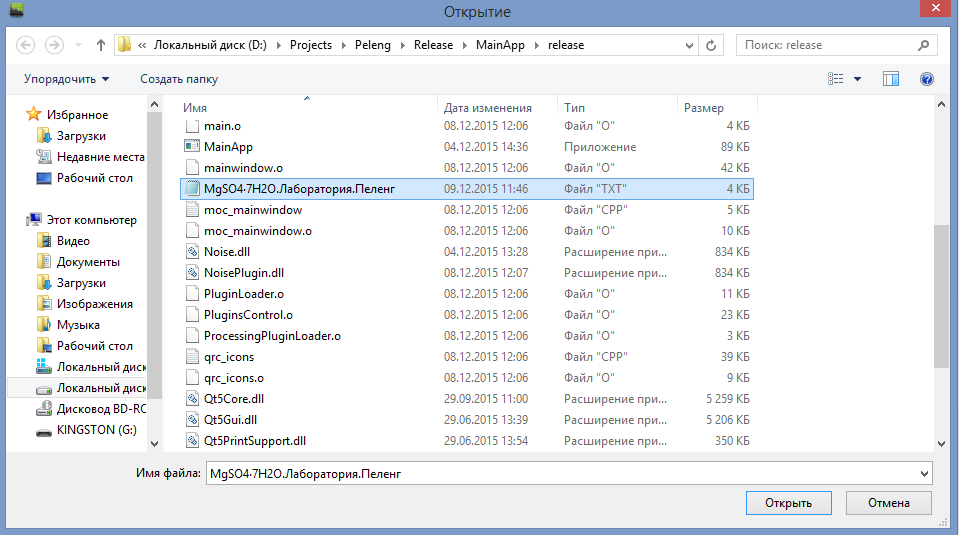 Открытие
« Локальный диск (D:) Projects Peleng Release MainApp release
Поиск: release
Упорядочить Создать папку
Избранное
Загрузки
Недавние места
Рабочий стол
Этот компьютер
Видео
Документы
Загрузки
Изображения
Музыка
Рабочий стол
Локальный диск
Локальный диск
Дисковод BD-RO
KINGSTON (G:)
Имя Дата изменения Тип Размер
main.o 08.12.2015 12:06 Файл "O" 4 КБ
MainApp 04.12.2015 14:36 Приложение 89 КБ
mainwindow.o 08.12.2015 12:06 Файл "O" 42 КБ
MgSO4·7H2O.Лаборатория.Пеленг 09.12.2015 11:46 Файл "TXT" 4 КБ
moc_mainwindow 08.12.2015 12:06 Файл "CPP" 5 КБ
moc_mainwindow.o 08.12.2015 12:06 Файл "O" 10 КБ
Noise.dll 04.12.2015 13:28 Расширение при... 834 КБ
NoisePlugin.dll 08.12.2015 12:07 Расширение при... 834 КБ
PluginLoader.o 08.12.2015 12:06 Файл "O" 11 КБ
PluginsControl.o 08.12.2015 12:06 Файл "O" 23 КБ
ProcessingPluginLoader.o 08.12.2015 12:06 Файл "O" 3 КБ
qrc_icons 08.12.2015 12:06 Файл "CPP" 39 КБ
qrc_icons.o 08.12.2015 12:06 Файл "O" 9 КБ
Qt5Core.dll 29.09.2015 11:00 Расширение при... 5 259 КБ
Qt5Gui.dll 29.06.2015 13:39 Расширение при... 5 206 КБ
Qt5PrintSupport.dll 29.06.2015 13:54 Расширение при... 350 КБ
Имя файла: MgSO4·7H2O.Лаборатория.Пеленг
Открыть Отмена